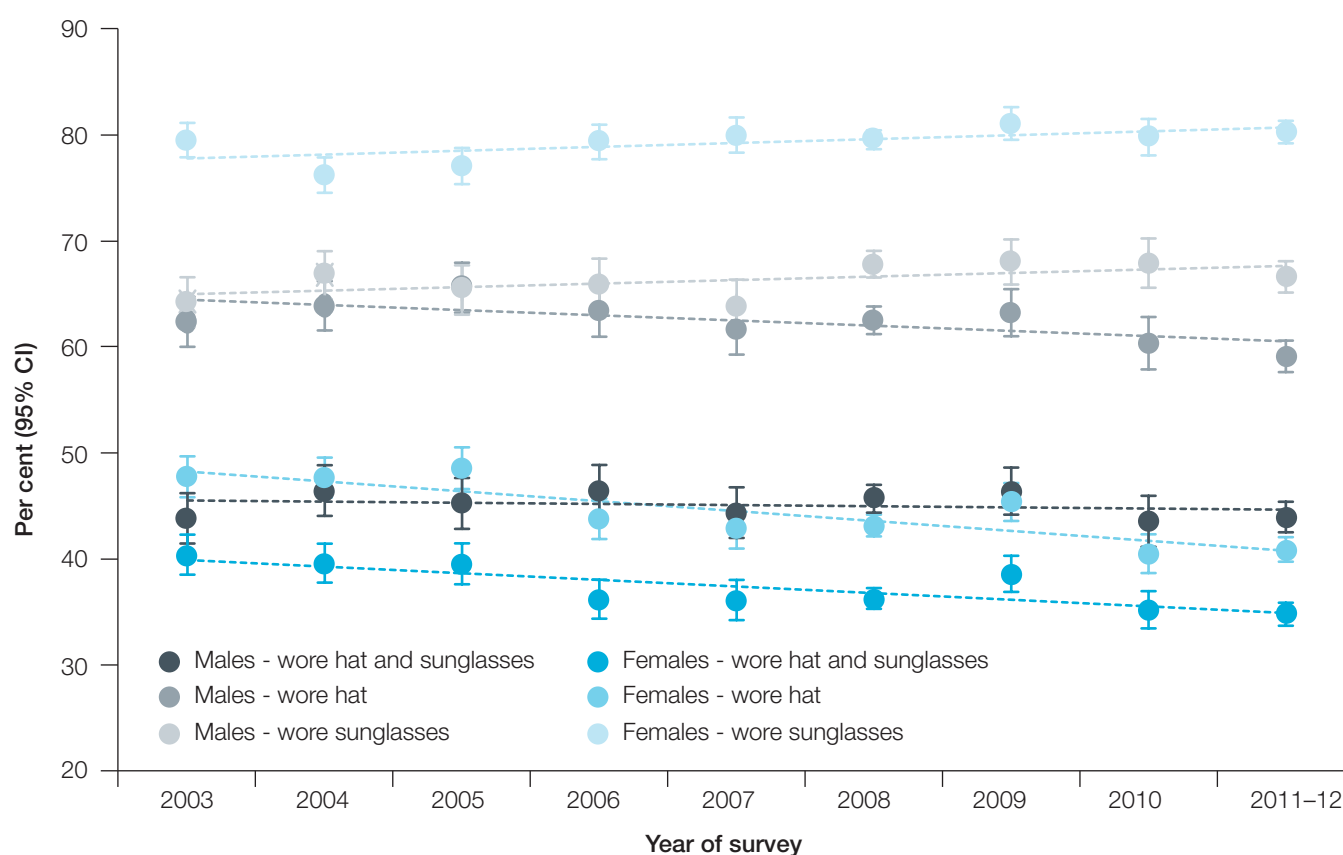 90
80
70
60
50
40
30
20
Per cent (95% CI)
Males - wore hat and sunglasses
Females - wore hat and sunglasses
Males - wore hat
Females - wore hat
Males - wore sunglasses
Females - wore sunglasses
2003 2004 2005 2006 2007 2008 2009 2010 2011–12
Year of survey